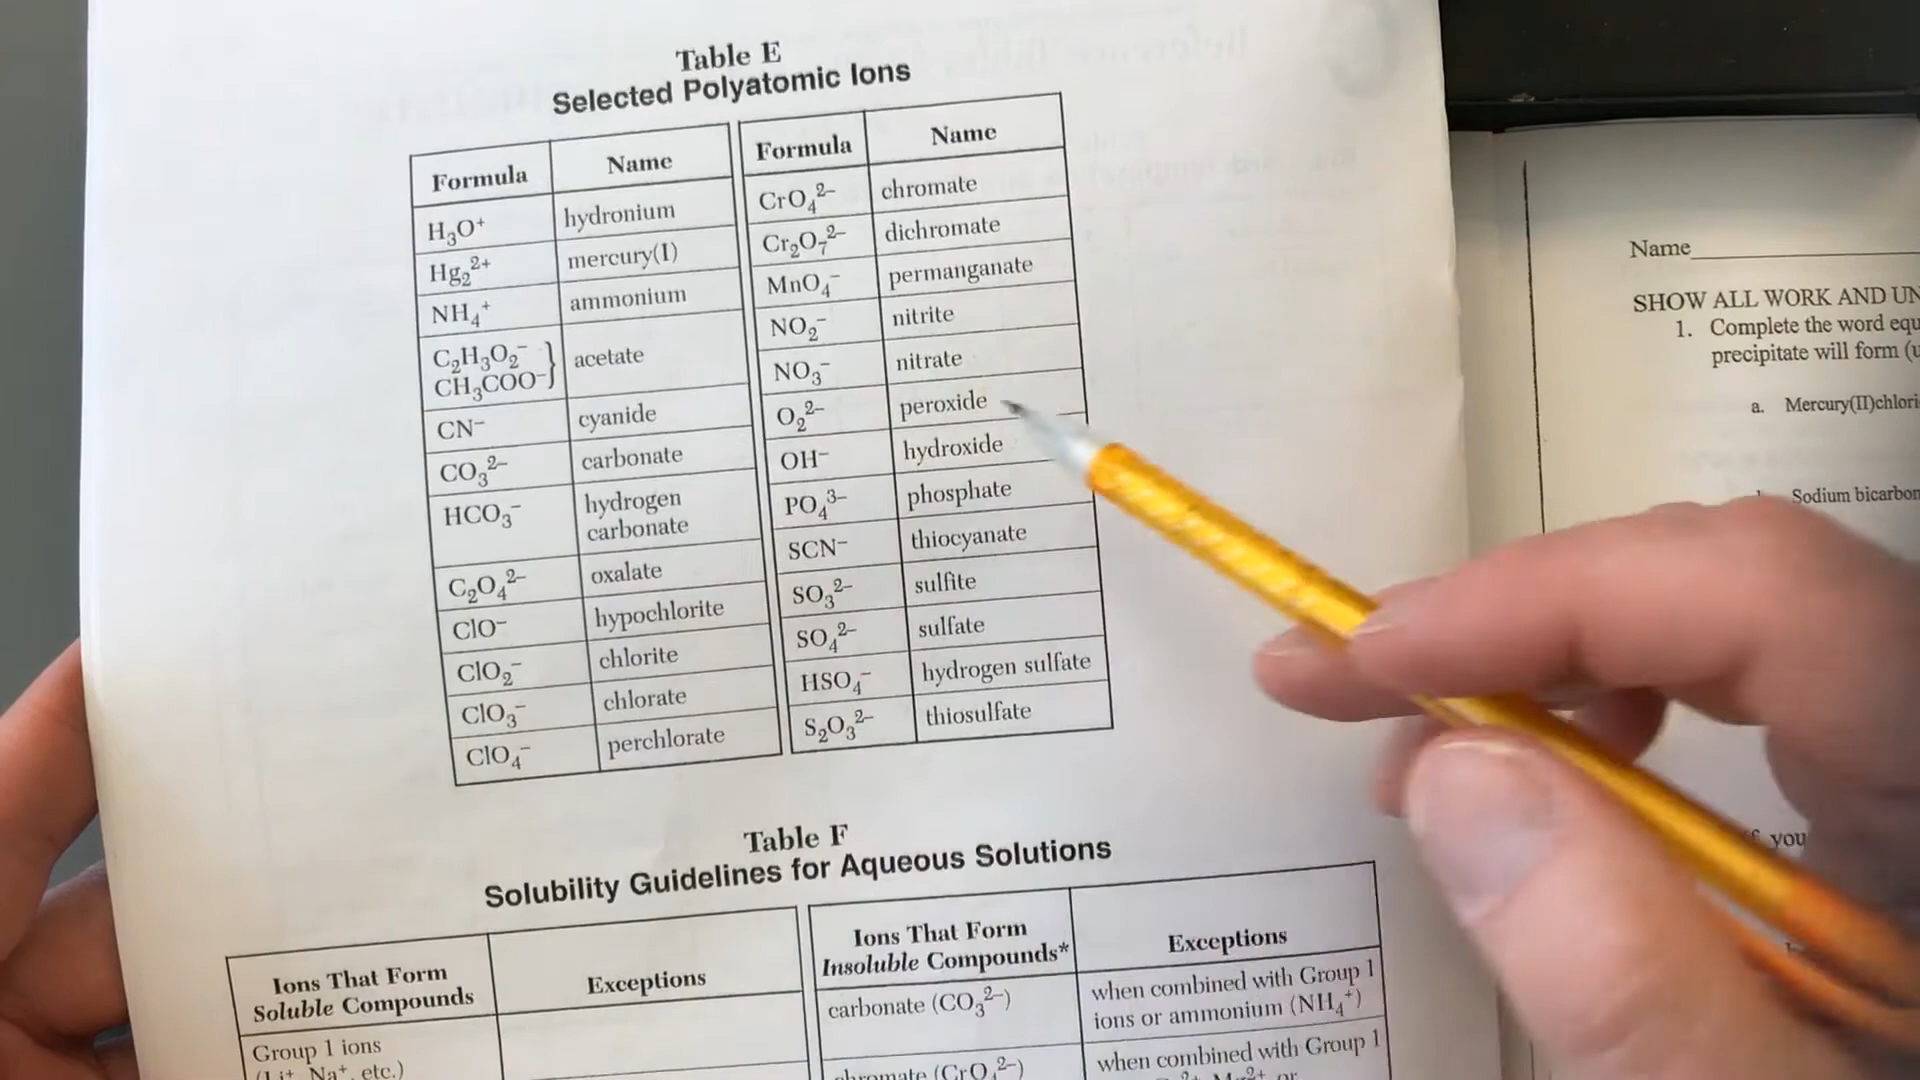 Table E
Selected Polyatomic Ions
Formula Name
H₃O⁺ hydronium
Hg₂²⁺ mercury(I)
NH₄⁺ ammonium
C₂H₃O₂⁻
CH₃COO⁻ } acetate
CN⁻ cyanide
CO₃²⁻ carbonate
HCO₃⁻ hydrogen
carbonate
C₂O₄²⁻ oxalate
ClO⁻ hypochlorite
ClO₂⁻ chlorite
ClO₃⁻ chlorate
ClO₄⁻ perchlorate
Formula Name
CrO₄²⁻ chromate
Cr₂O₇²⁻ dichromate
MnO₄⁻ permanganate
NO₂⁻ nitrite
NO₃⁻ nitrate
O₂²⁻ peroxide
OH⁻ hydroxide
PO₄³⁻ phosphate
SCN⁻ thiocyanate
SO₃²⁻ sulfite
SO₄²⁻ sulfate
HSO₄⁻ hydrogen sulfate
S₂O₃²⁻ thiosulfate
Table F
Solubility Guidelines for Aqueous Solutions
Ions That Form
Soluble Compounds
Exceptions
Group 1 ions
(Li⁺, Na⁺, etc.)
Ions That Form
Insoluble Compounds*
Exceptions
carbonate (CO₃²⁻)
when combined with Group 1
ions or ammonium (NH₄⁺)
chromate (CrO₄²⁻)
when combined with Group 1
Name
SHOW ALL WORK AND UN
1. Complete the word equ
precipitate will form (u
a. Mercury(II)chlori
Sodium bicarbon
you